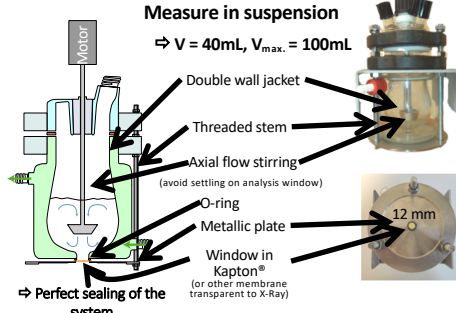 Measure in suspension
⇨ V = 40mL, Vmax. = 100mL
Motor
Double wall jacket
Threaded stem
Axial flow stirring
(avoid settling on analysis window)
O-ring
Metallic plate
12 mm
Window in
Kapton®
(or other membrane
transparent to X-Ray)
⇨ Perfect sealing of the
system